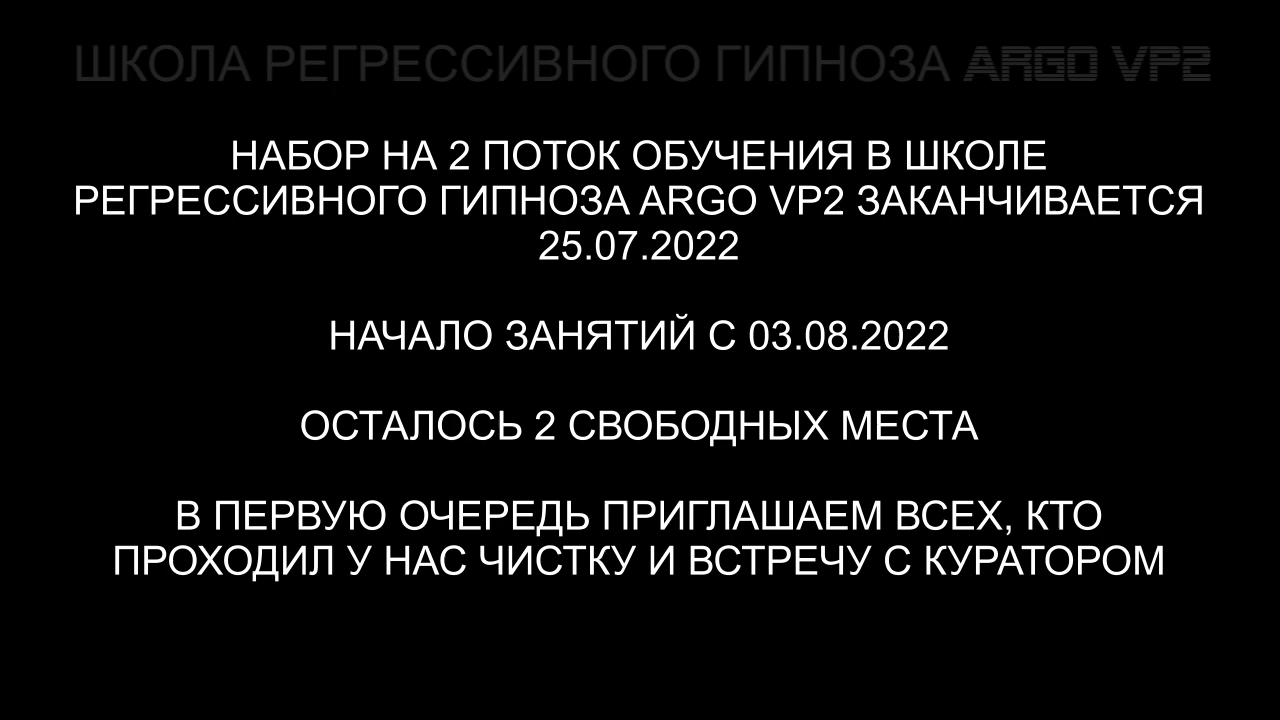 ШКОЛА РЕГРЕССИВНОГО ГИПНОЗА ARGO VP2
НАБОР НА 2 ПОТОК ОБУЧЕНИЯ В ШКОЛЕ
РЕГРЕССИВНОГО ГИПНОЗА ARGO VP2 ЗАКАНЧИВАЕТСЯ
25.07.2022
НАЧАЛО ЗАНЯТИЙ С 03.08.2022
ОСТАЛОСЬ 2 СВОБОДНЫХ МЕСТА
В ПЕРВУЮ ОЧЕРЕДЬ ПРИГЛАШАЕМ ВСЕХ, КТО
ПРОХОДИЛ У НАС ЧИСТКУ И ВСТРЕЧУ С КУРАТОРОМ